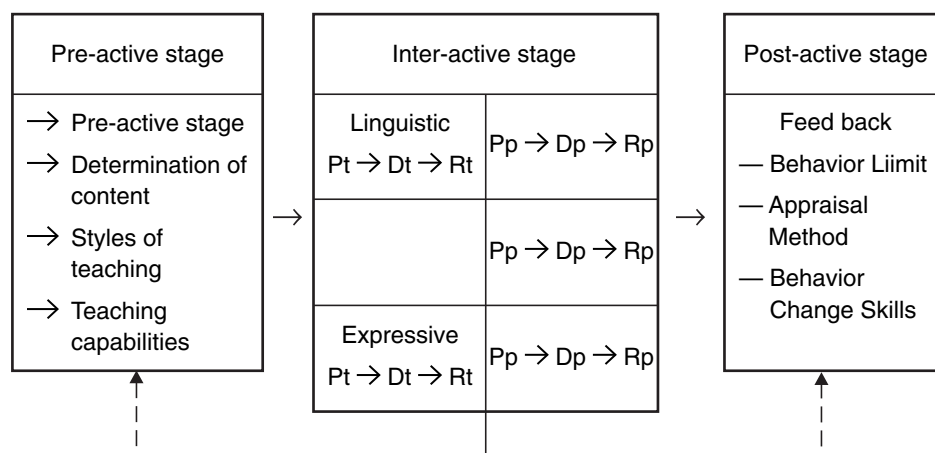 Pre-active stage
→ Pre-active stage
→ Determination of
content
→ Styles of
teaching
→ Teaching
capabilities
Inter-active stage
Linguistic
Pt → Dt → Rt
Pp → Dp → Rp
Pp → Dp → Rp
Expressive
Pt → Dt → Rt
Pp → Dp → Rp
Post-active stage
Feed back
— Behavior Liimit
— Appraisal
Method
— Behavior
Change Skills